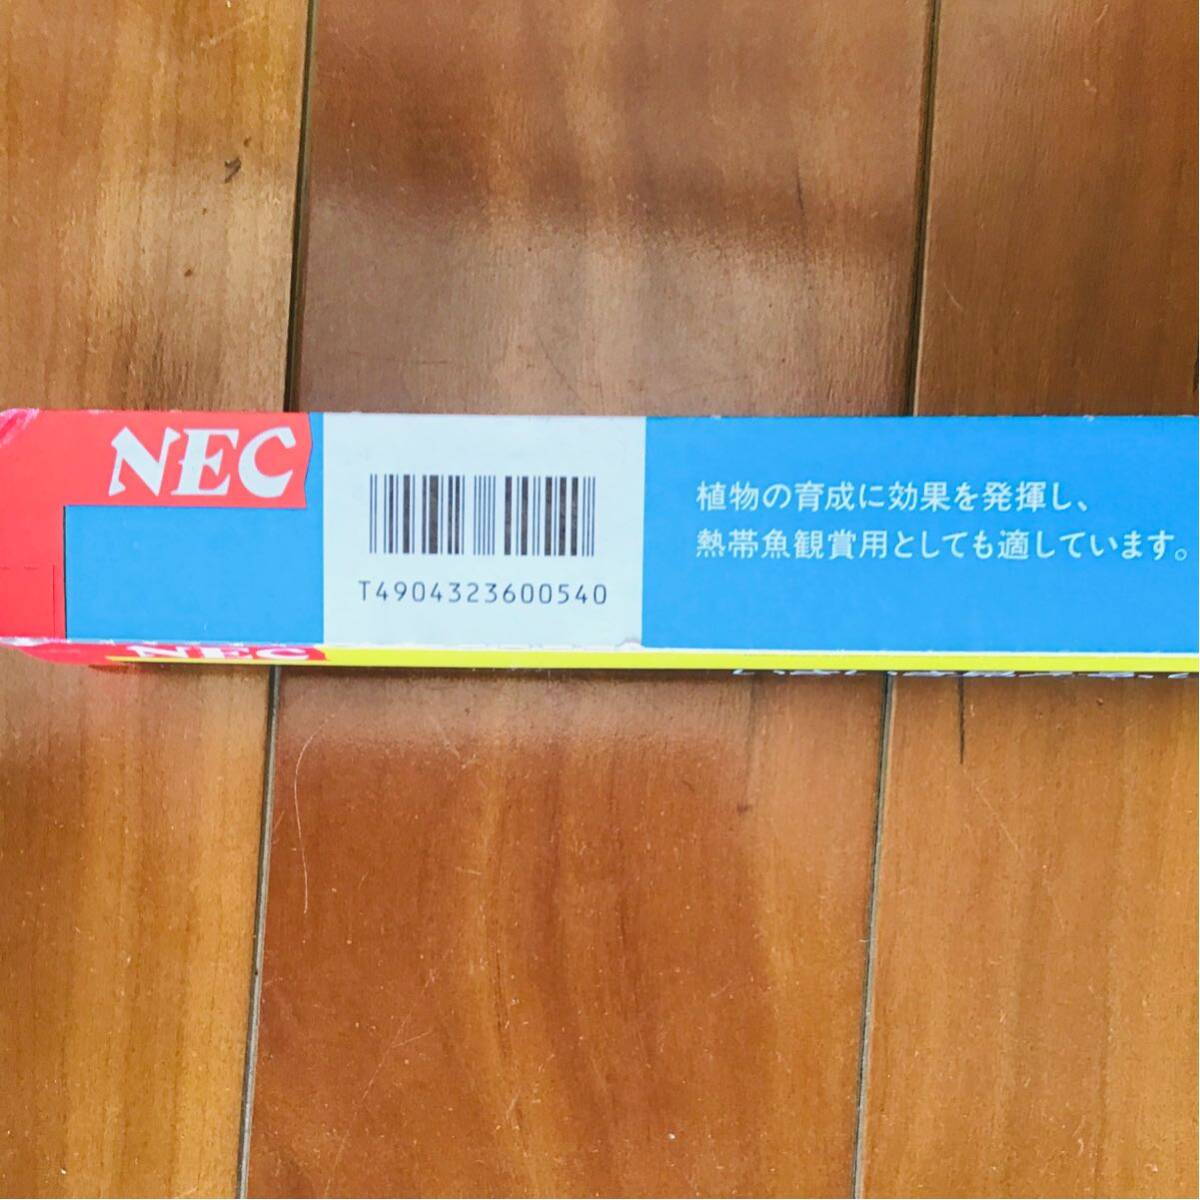 NEC
T4904323600540
植物の育成に効果を発揮し、
熱帯魚観賞用としても適しています。
NEC